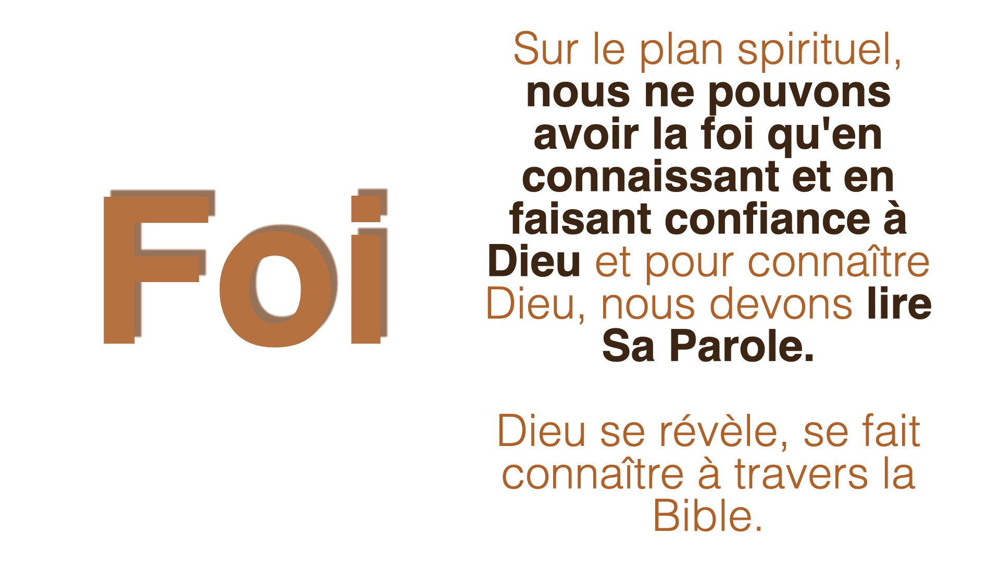 Foi
Sur le plan spirituel,
nous ne pouvons
avoir la foi qu'en
connaissant et en
faisant confiance à
Dieu et pour connaître
Dieu, nous devons lire
Sa Parole.
Dieu se révèle, se fait
connaître à travers la
Bible.